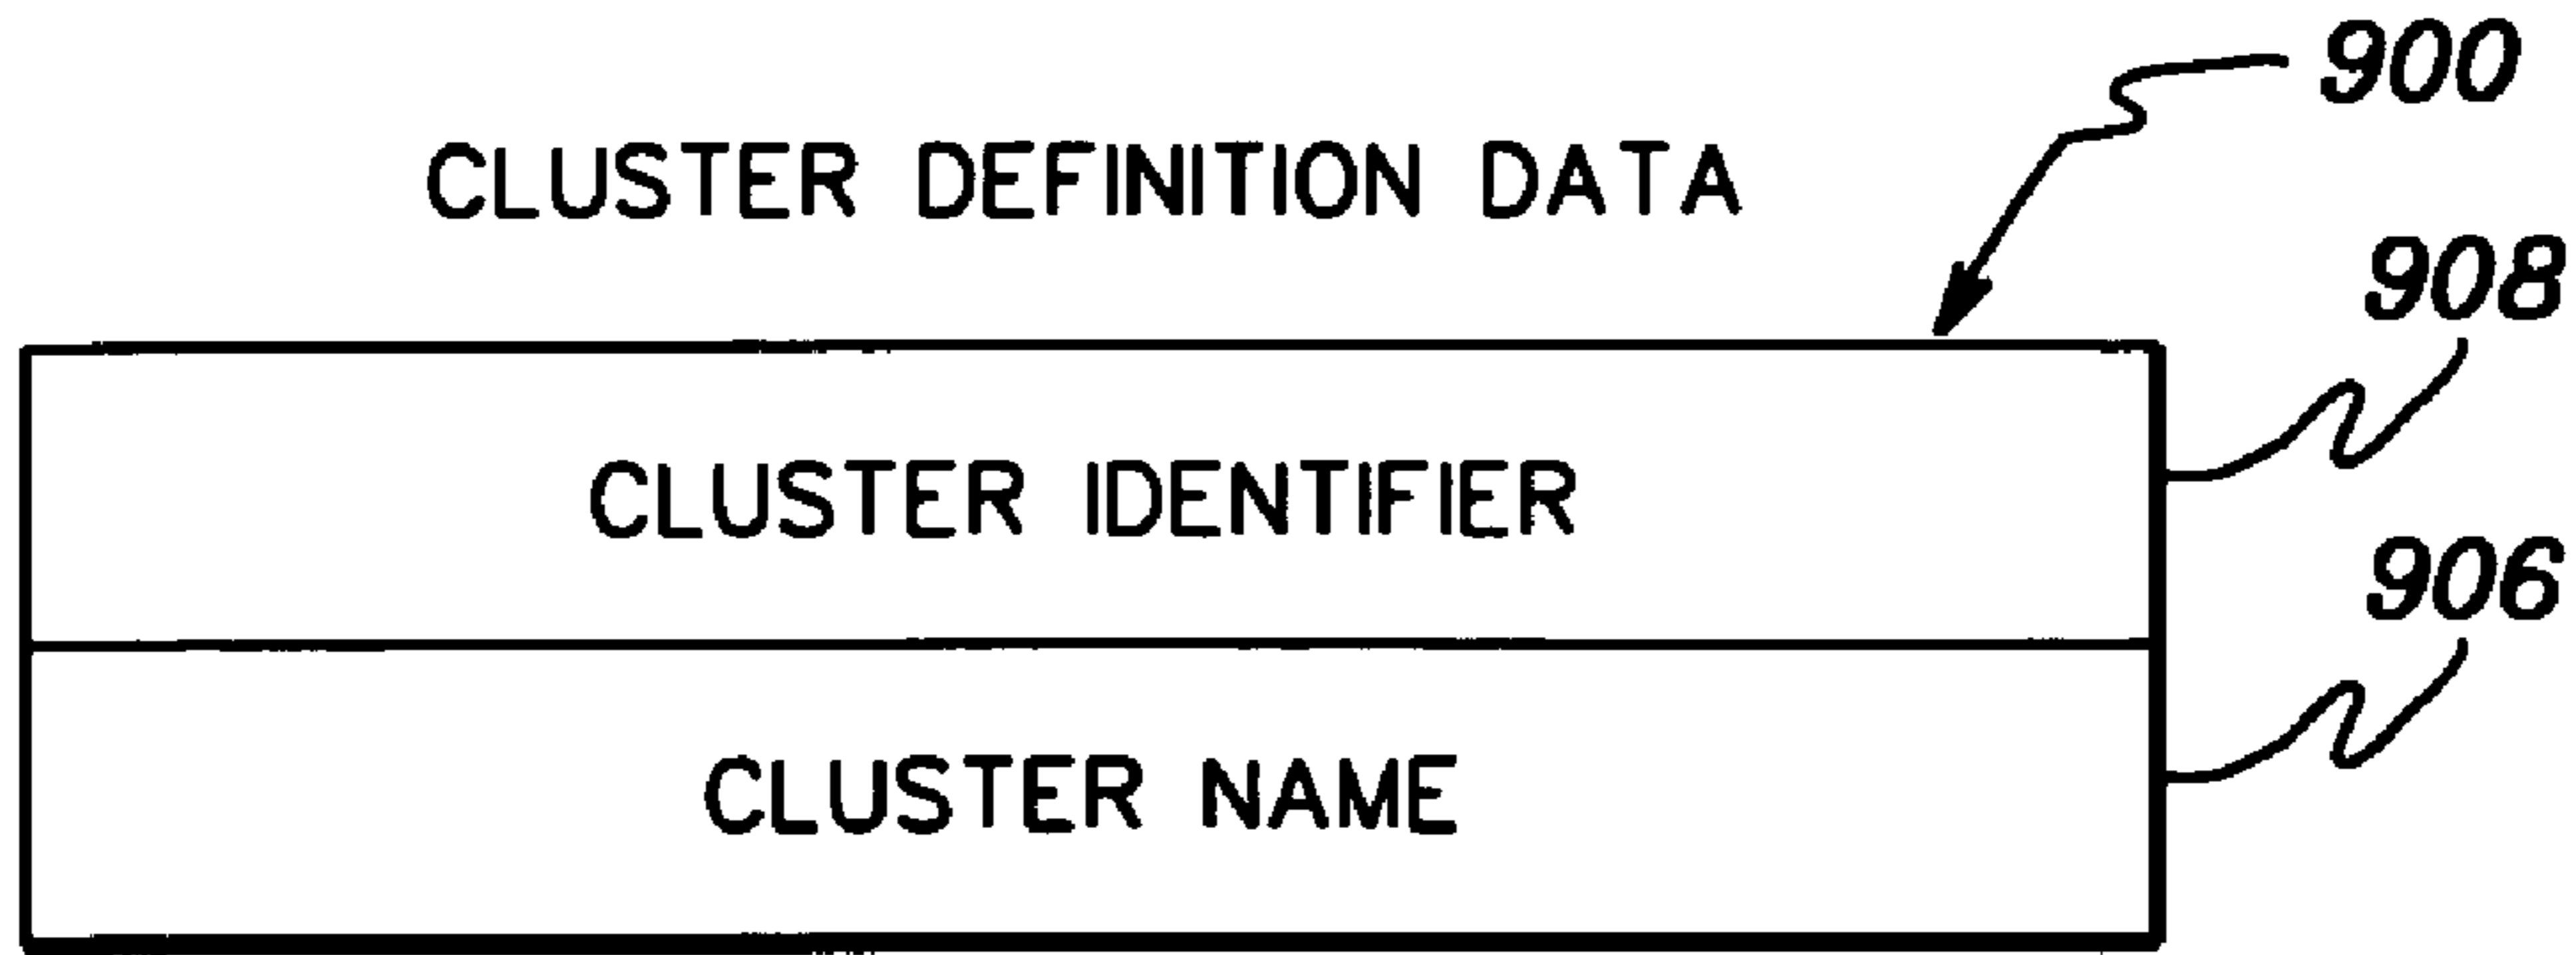 900
CLUSTER DEFINITION DATA
908
CLUSTER IDENTIFIER
906
CLUSTER NAME